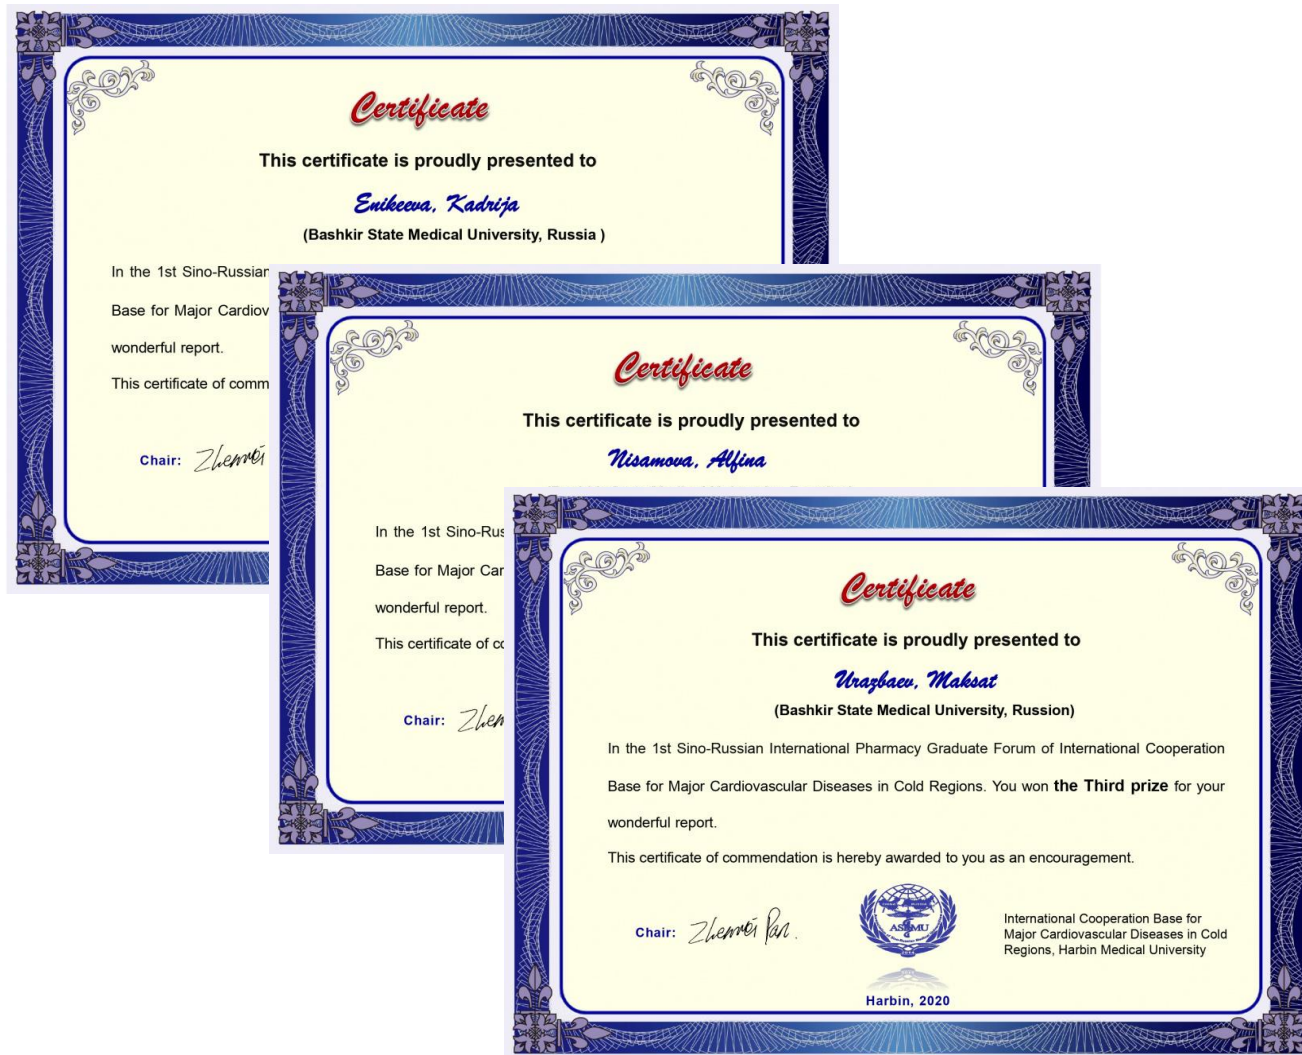 Certificate
This certificate is proudly presented to
Enikeeva, Kadrija
(Bashkir State Medical University, Russia )
In the 1st Sino-Russian
Base for Major Cardiov
wonderful report.
This certificate of comm
Chair: Zhenwei
Certificate
This certificate is proudly presented to
Nisamova, Alfina
In the 1st Sino-Rus
Base for Major Car
wonderful report.
This certificate of co
Chair: Zhen
Certificate
This certificate is proudly presented to
Urazbaev, Maksat
(Bashkir State Medical University, Russion)
In the 1st Sino-Russian International Pharmacy Graduate Forum of International Cooperation
Base for Major Cardiovascular Diseases in Cold Regions. You won the Third prize for your
wonderful report.
This certificate of commendation is hereby awarded to you as an encouragement.
Chair: Zhenwei Pan.
ASRMU
International Cooperation Base for
Major Cardiovascular Diseases in Cold
Regions, Harbin Medical University
Harbin, 2020